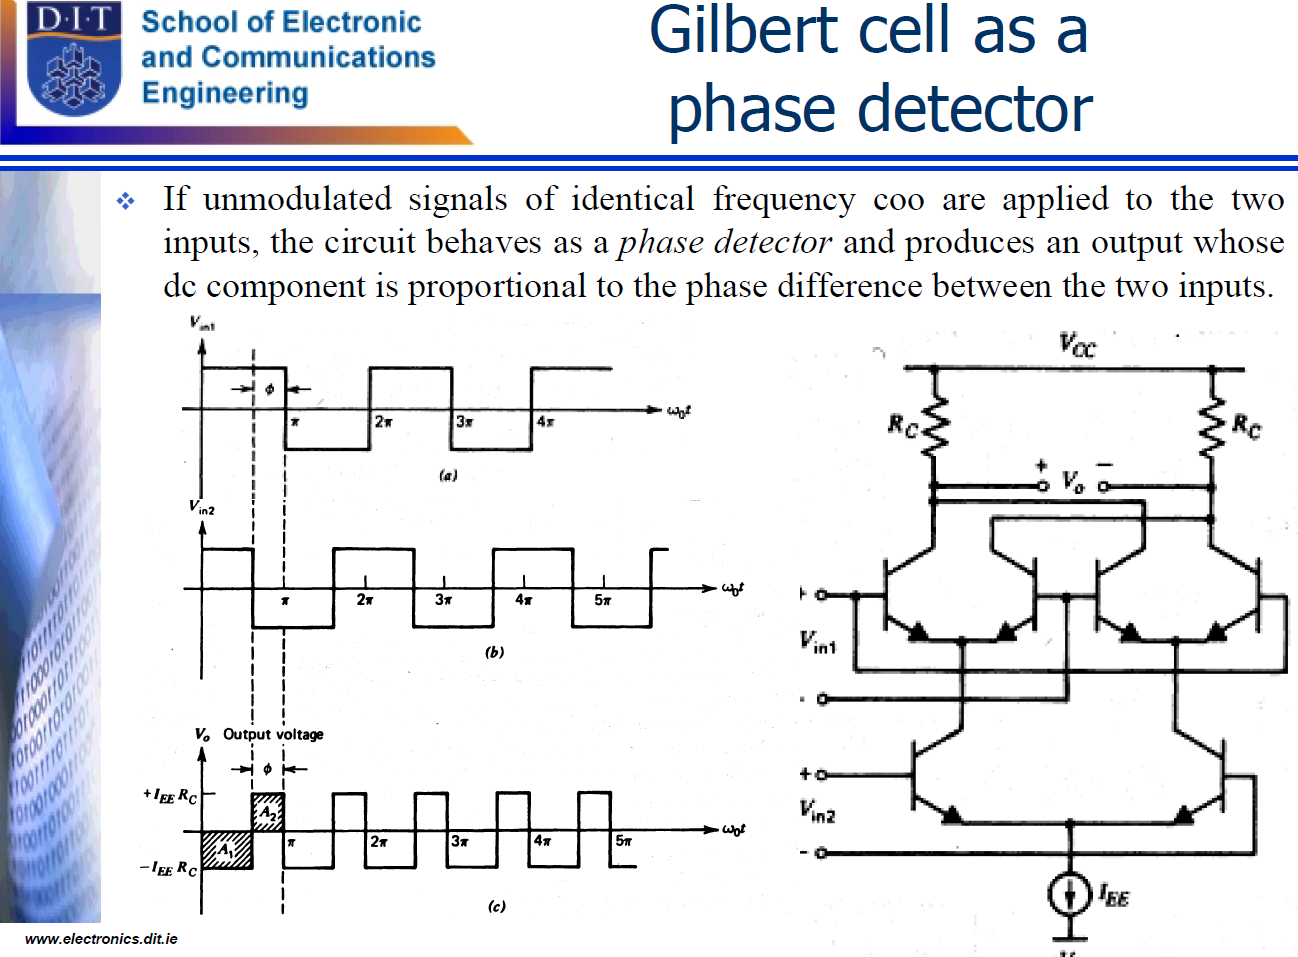 D·I·T
School of Electronic
and Communications
Engineering
Gilbert cell as a
phase detector
If unmodulated signals of identical frequency coo are applied to the two
inputs, the circuit behaves as a phase detector and produces an output whose
dc component is proportional to the phase difference between the two inputs.
Vin1
ϕ
π 2π 3π 4π ω0t
(a)
Vin2
π 2π 3π 4π 5π ω0t
(b)
Vo Output voltage
ϕ
+IEE RC
A2
A1
π 2π 3π 4π 5π ω0t
−IEE RC
(c)
VCC
RC RC
+ Vo −
+
Vin1
-
+
Vin2
-
IEE
www.electronics.dit.ie